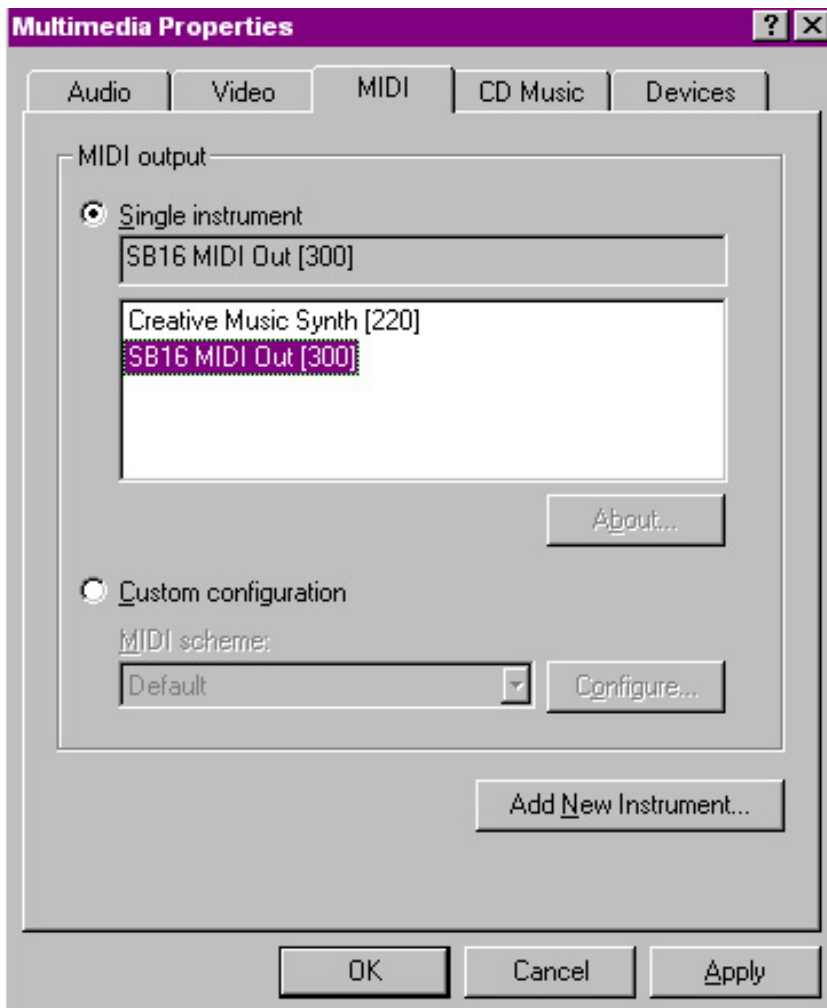 Multimedia Properties
Audio Video MIDI CD Music Devices
MIDI output
Single instrument
SB16 MIDI Out [300]
Creative Music Synth [220]
SB16 MIDI Out [300]
About...
Custom configuration
MIDI scheme:
Default Configure...
Add New Instrument...
OK Cancel Apply